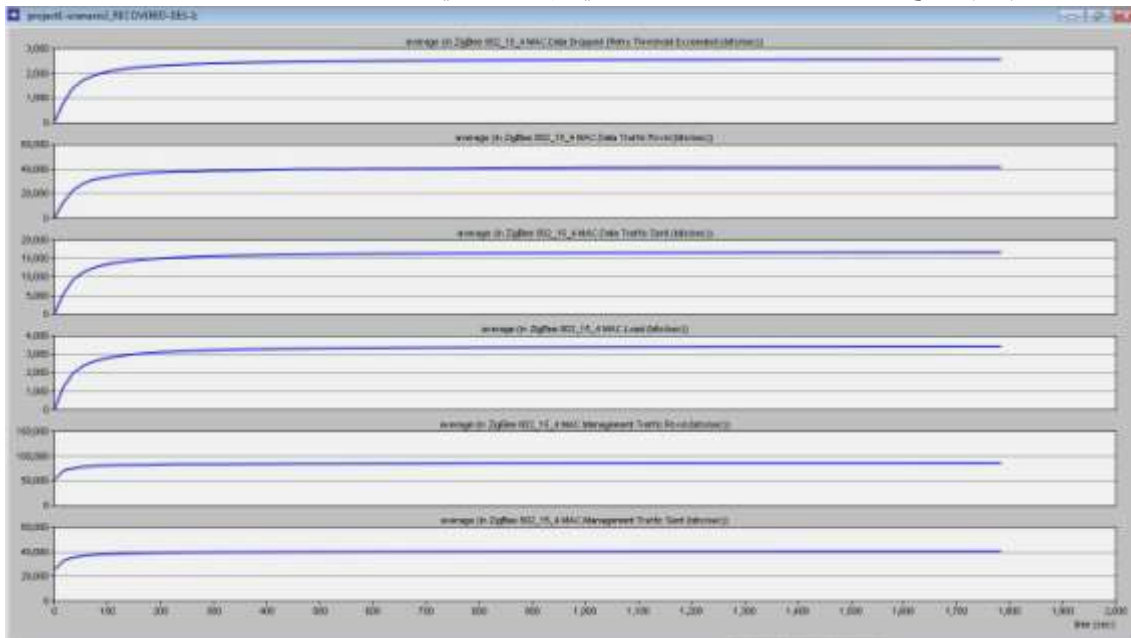 project1-scenario2_RECOVERED-DES-1
average (in ZigBee 802_15_4 MAC.Data Dropped (Retry Threshold Exceeded) (bits/sec))
3,000
2,000
1,000
0
average (in ZigBee 802_15_4 MAC.Data Traffic Rcvd (bits/sec))
60,000
40,000
20,000
0
average (in ZigBee 802_15_4 MAC.Data Traffic Sent (bits/sec))
20,000
15,000
10,000
5,000
0
average (in ZigBee 802_15_4 MAC.Load (bits/sec))
4,000
3,000
2,000
1,000
0
average (in ZigBee 802_15_4 MAC.Management Traffic Rcvd (bits/sec))
150,000
100,000
50,000
0
average (in ZigBee 802_15_4 MAC.Management Traffic Sent (bits/sec))
60,000
40,000
20,000
0
0 100 200 300 400 500 600 700 800 900 1,000 1,100 1,200 1,300 1,400 1,500 1,600 1,700 1,800 1,900 2,000
time (sec)